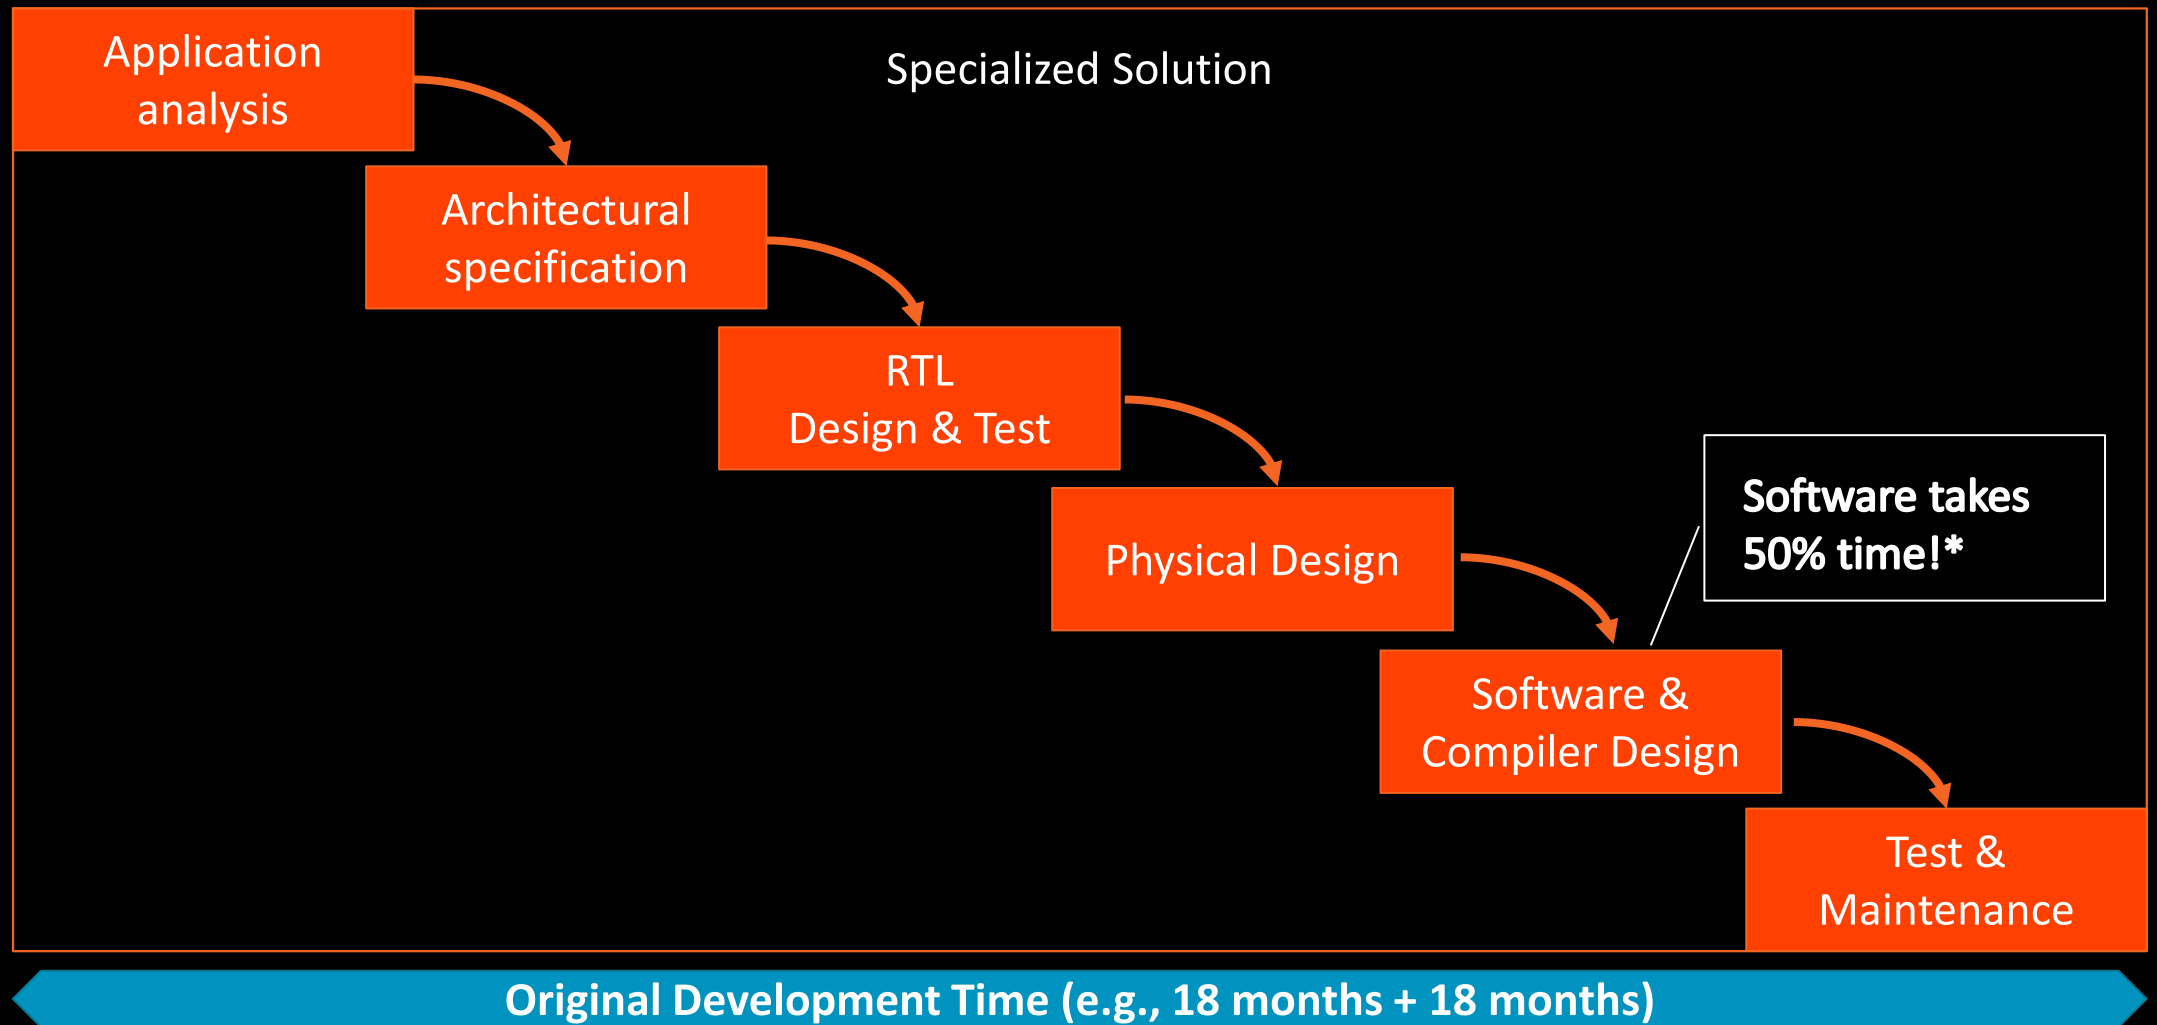 Application
analysis
Specialized Solution
Architectural
specification
RTL
Design & Test
Physical Design
Software takes
50% time!*
Software &
Compiler Design
Test &
Maintenance
Original Development Time (e.g., 18 months + 18 months)